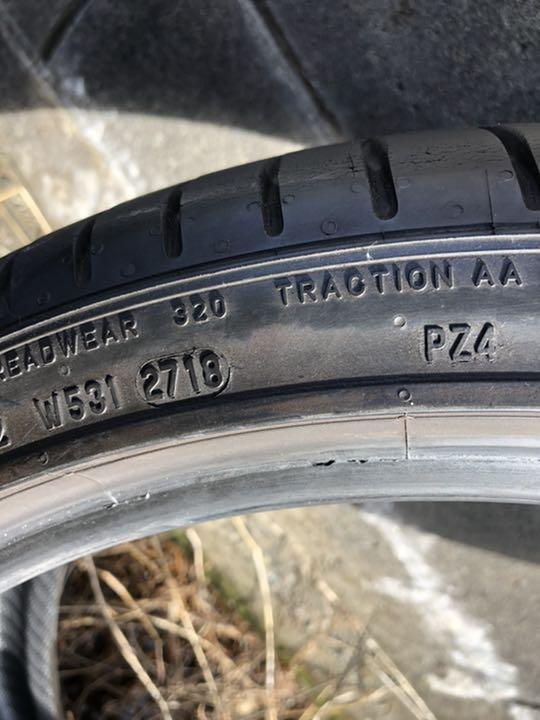 READWEAR 320 TRACTION AA
W531 2718 PZ4